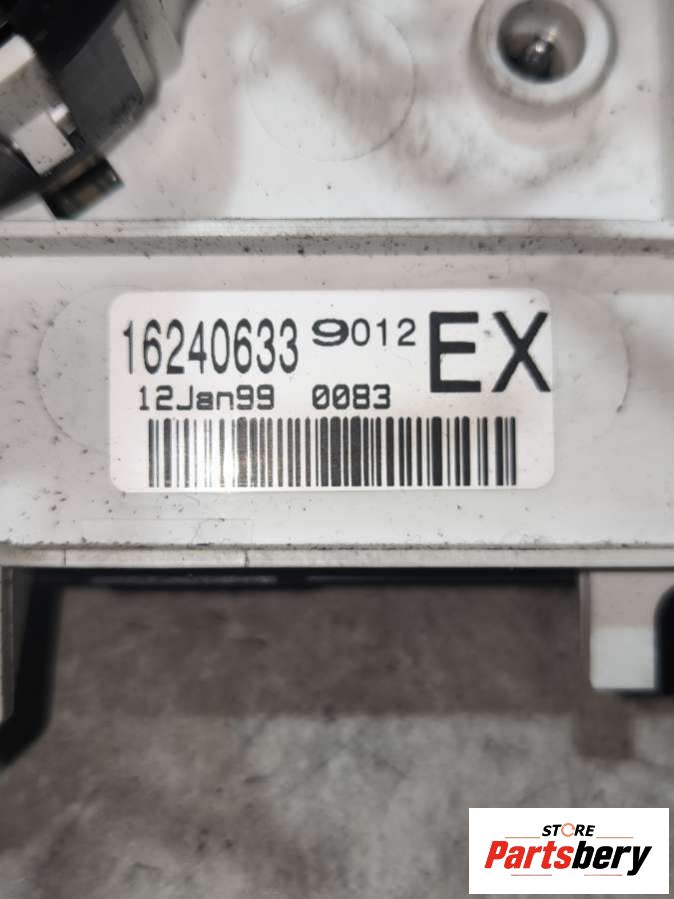 16240633 9012 EX
12Jan99 0083
STORE
Partsbery